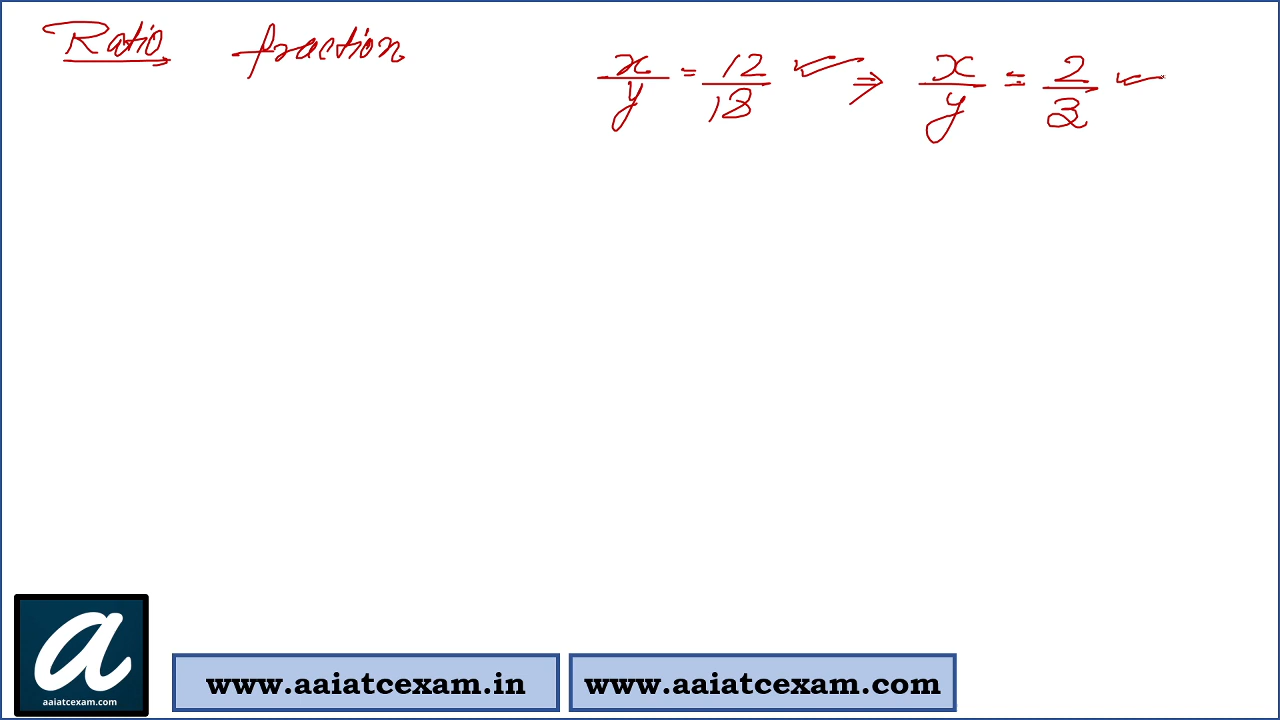 Ratio fraction
x/y = 12/18 ⇒ x/y = 2/3
a
aaiatcexam.com
www.aaiatcexam.in www.aaiatcexam.com